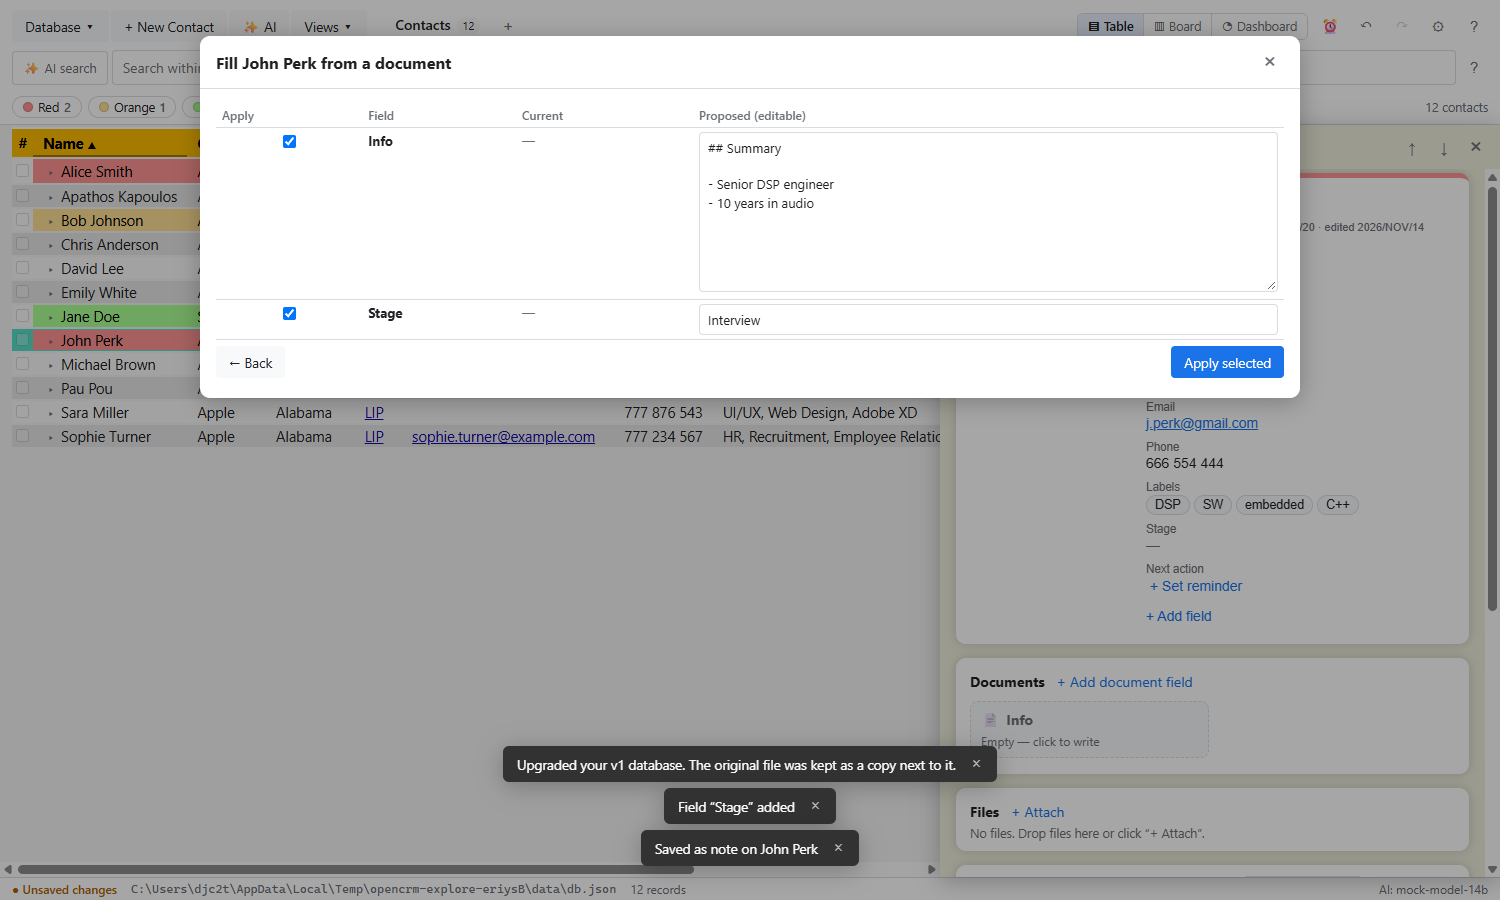 Database ▾
+ New Contact
✨ AI
Views ▾
Contacts 12
+
Table
Board
Dashboard
?
✨ AI search
Search within
?
Red 2
Orange 1
12 contacts
Fill John Perk from a document
×
Apply Field Current Proposed (editable)
Info —
## Summary
- Senior DSP engineer
- 10 years in audio
Stage — Interview
← Back
Apply selected
# Name ▲
Alice Smith
Apathos Kapoulos
Bob Johnson
Chris Anderson
David Lee
Emily White
Jane Doe
John Perk
Michael Brown
Pau Pou
Sara Miller Apple Alabama LIP 777 876 543 UI/UX, Web Design, Adobe XD
Sophie Turner Apple Alabama LIP sophie.turner@example.com 777 234 567 HR, Recruitment, Employee Relatio
↑ ↓ ×
/20 · edited 2026/NOV/14
Email
j.perk@gmail.com
Phone
666 554 444
Labels
DSP SW embedded C++
Stage
—
Next action
+ Set reminder
+ Add field
Documents + Add document field
Info
Empty — click to write
Files + Attach
No files. Drop files here or click “+ Attach”.
Upgraded your v1 database. The original file was kept as a copy next to it. ×
Field “Stage” added ×
Saved as note on John Perk ×
● Unsaved changes C:\Users\djc2t\AppData\Local\Temp\opencrm-explore-eriysB\data\db.json 12 records
AI: mock-model-14b